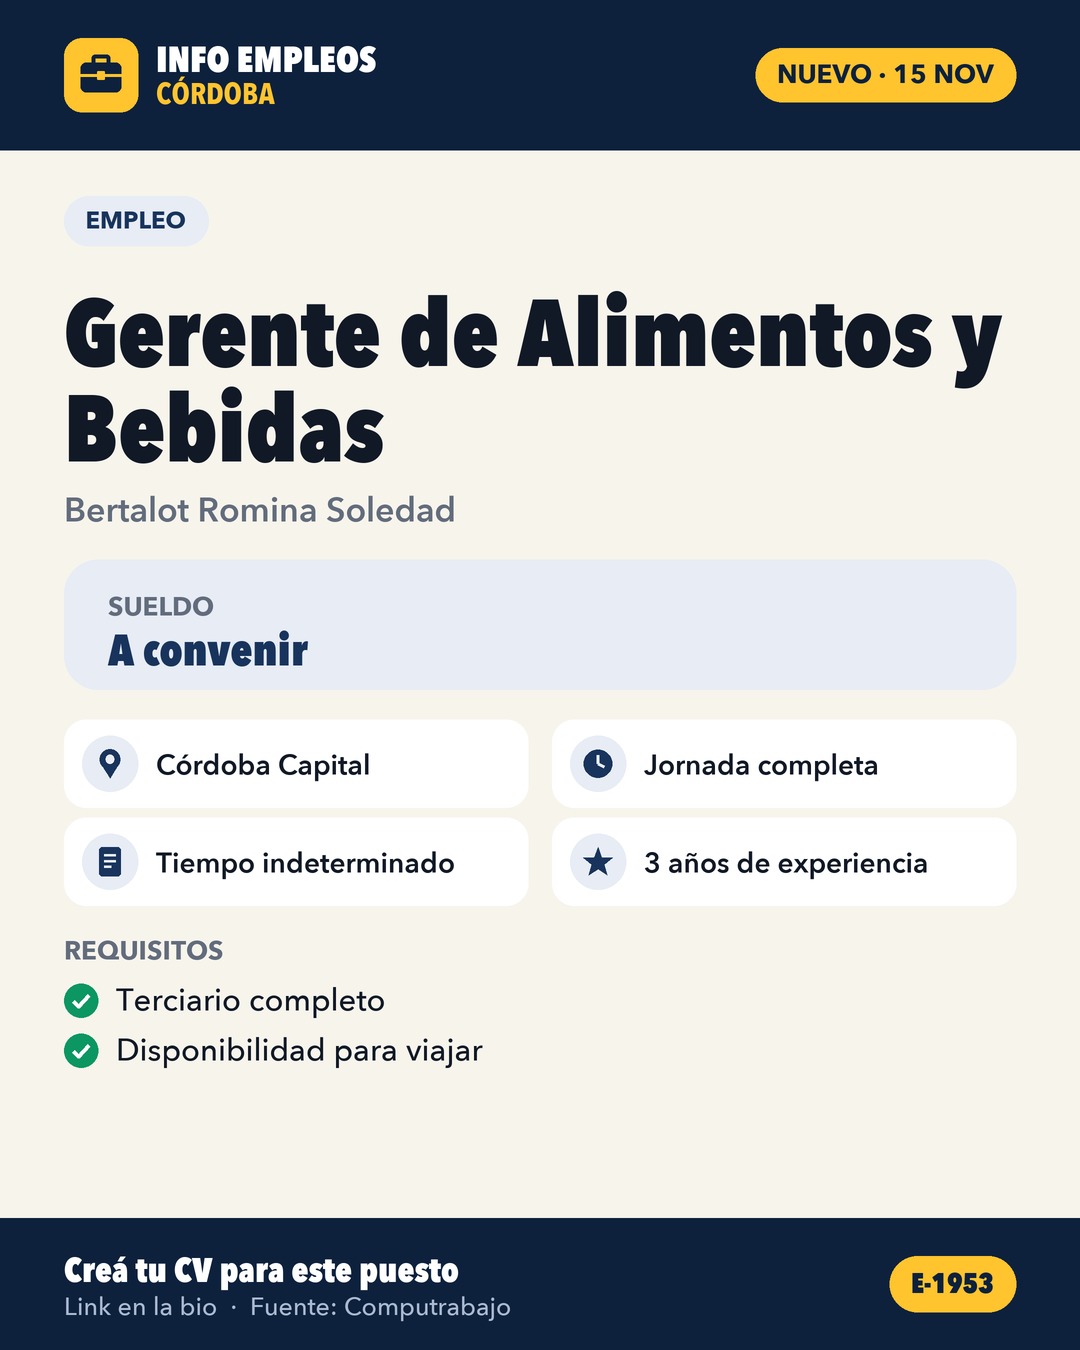 INFO EMPLEOS
CÓRDOBA
NUEVO · 15 NOV
EMPLEO
Gerente de Alimentos y
Bebidas
Bertalot Romina Soledad
SUELDO
A convenir
Córdoba Capital
Jornada completa
Tiempo indeterminado
3 años de experiencia
REQUISITOS
Terciario completo
Disponibilidad para viajar
Creá tu CV para este puesto
Link en la bio · Fuente: Computrabajo
E-1953